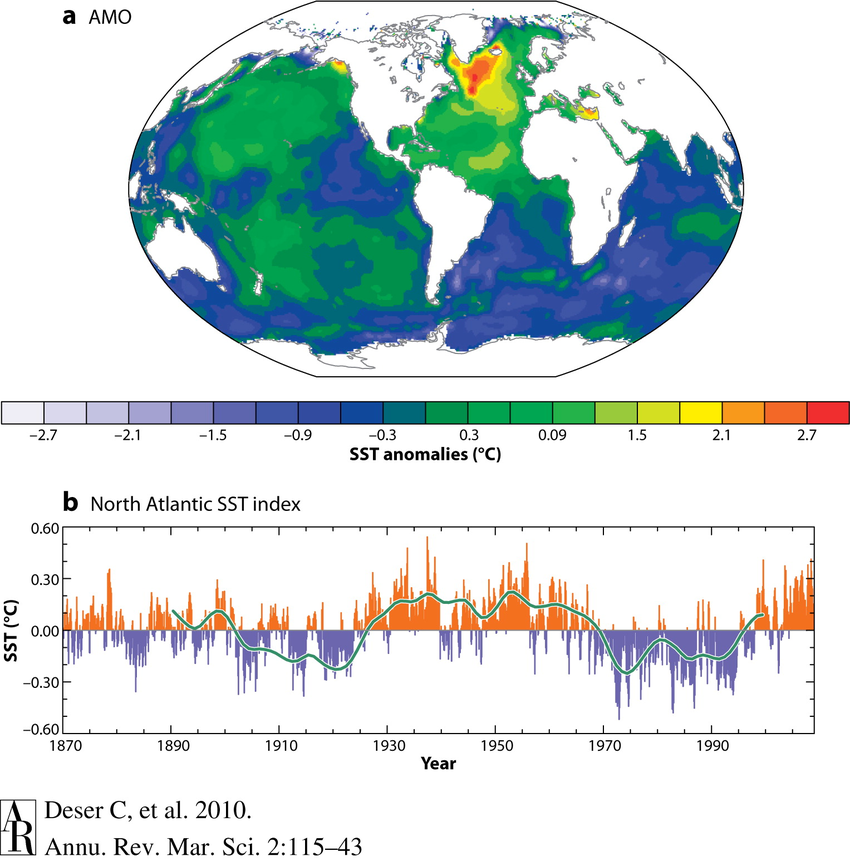 a AMO
−2.7 −2.1 −1.5 −0.9 −0.3 0.3 0.09 1.5 2.1 2.7
SST anomalies (°C)
b North Atlantic SST index
0.60
0.30
0.00
−0.30
−0.60
SST (°C)
1870 1890 1910 1930 1950 1970 1990
Year
AR
Deser C, et al. 2010.
Annu. Rev. Mar. Sci. 2:115–43